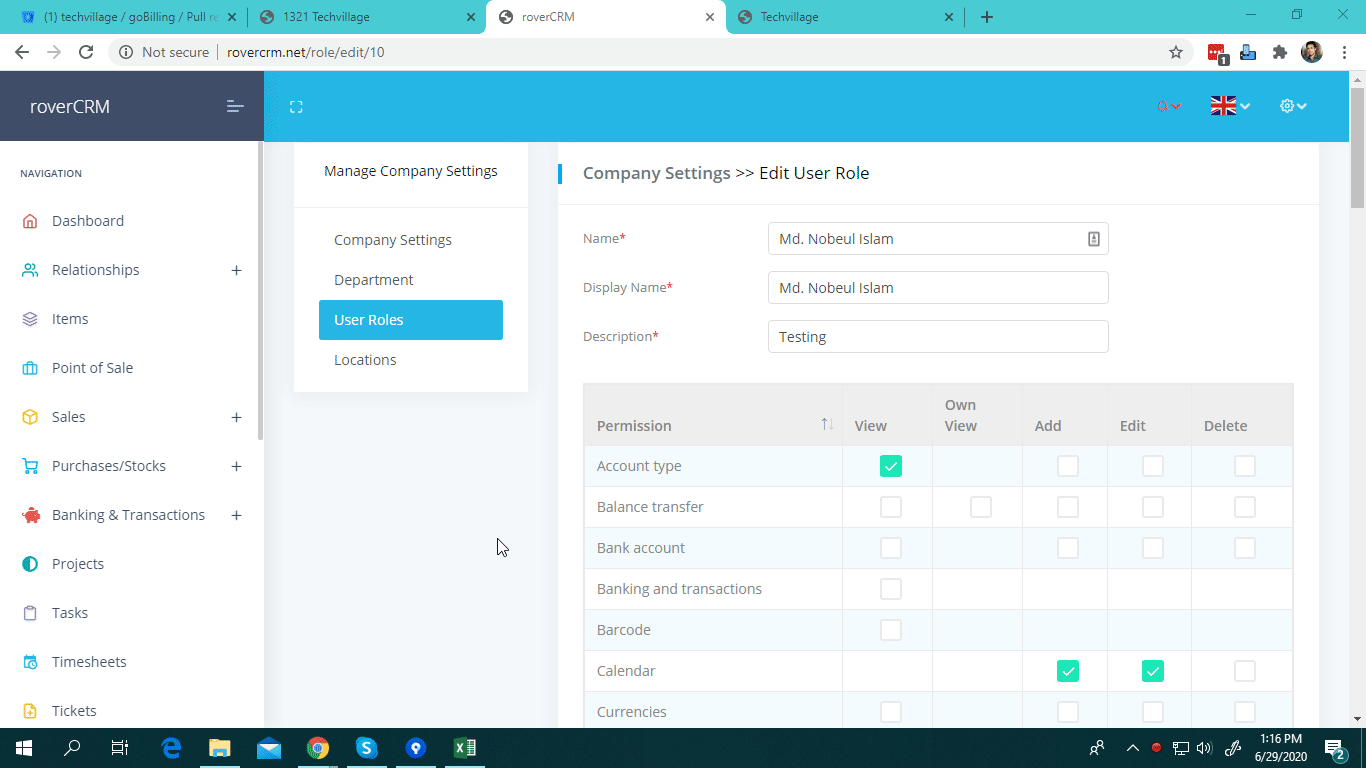 (1) techvillage / goBilling / Pull re
1321 Techvillage
roverCRM
Techvillage
Not secure
rovercrm.net/role/edit/10
1
roverCRM
NAVIGATION
Dashboard
Relationships +
Items
Point of Sale
Sales +
Purchases/Stocks +
Banking & Transactions +
Projects
Tasks
Timesheets
Tickets
Manage Company Settings
Company Settings
Department
User Roles
Locations
Company Settings >> Edit User Role
Name* Md. Nobeul Islam
Display Name* Md. Nobeul Islam
Description* Testing
Permission View Own View Add Edit Delete
Account type
Balance transfer
Bank account
Banking and transactions
Barcode
Calendar
Currencies
1:16 PM
6/29/2020
2